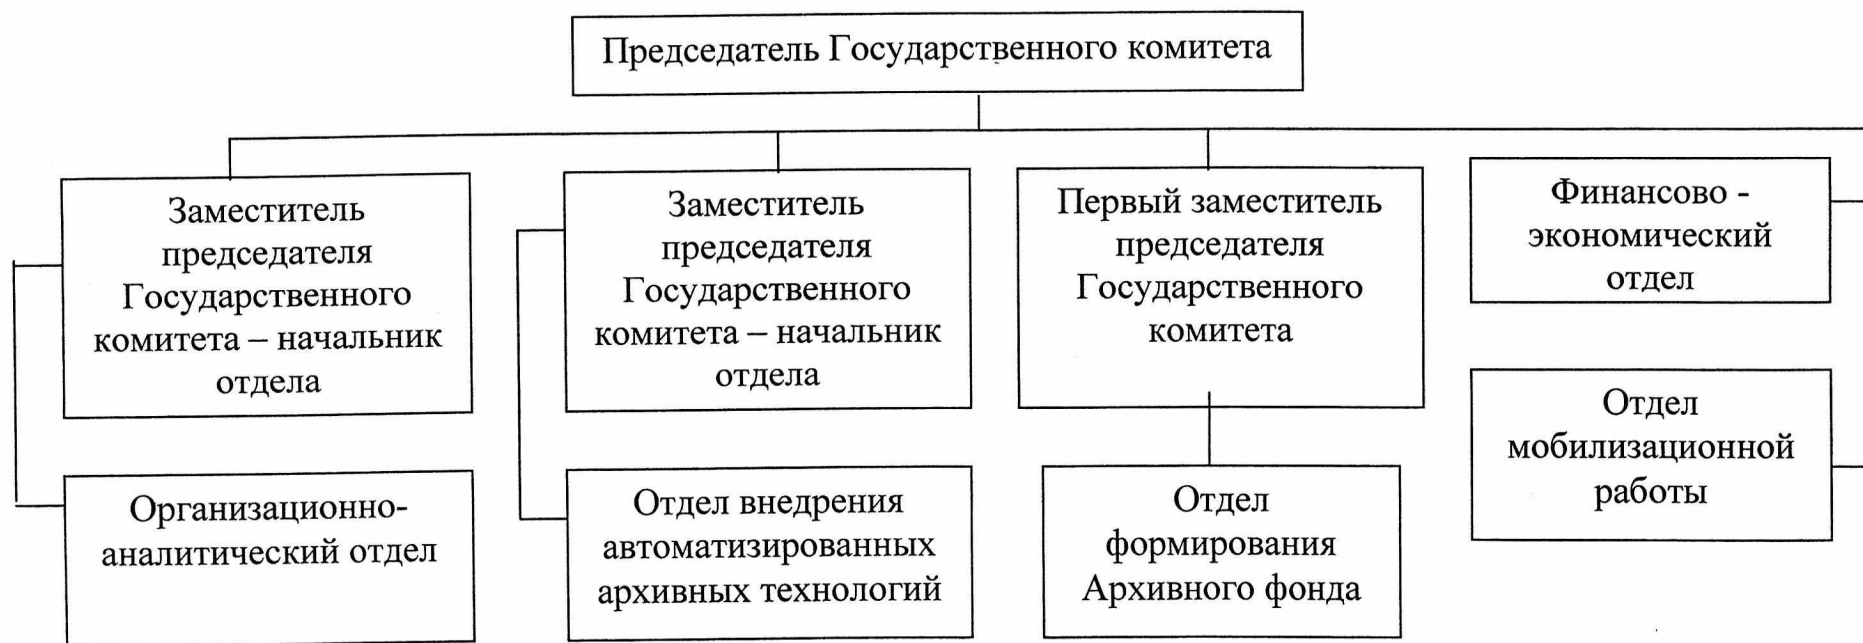 Председатель Государственного комитета
Заместитель
председателя
Государственного
комитета – начальник
отдела
Заместитель
председателя
Государственного
комитета – начальник
отдела
Первый заместитель
председателя
Государственного
комитета
Финансово -
экономический
отдел
Отдел
мобилизационной
работы
Организационно-
аналитический отдел
Отдел внедрения
автоматизированных
архивных технологий
Отдел
формирования
Архивного фонда